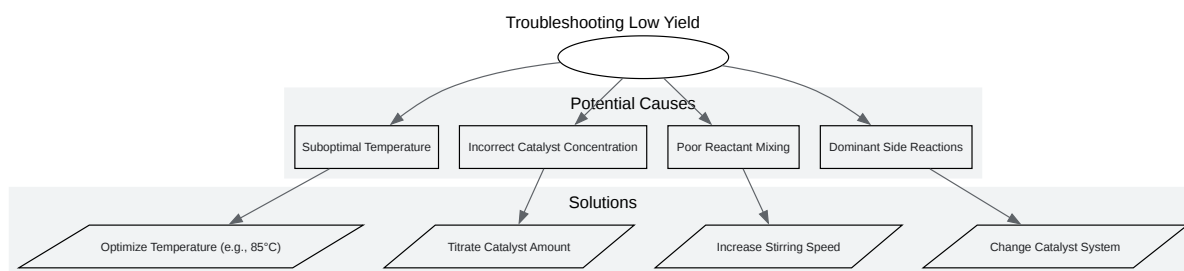 Troubleshooting Low Yield
Potential Causes
Suboptimal Temperature
Incorrect Catalyst Concentration
Poor Reactant Mixing
Dominant Side Reactions
Solutions
Optimize Temperature (e.g., 85°C)
Titrate Catalyst Amount
Increase Stirring Speed
Change Catalyst System